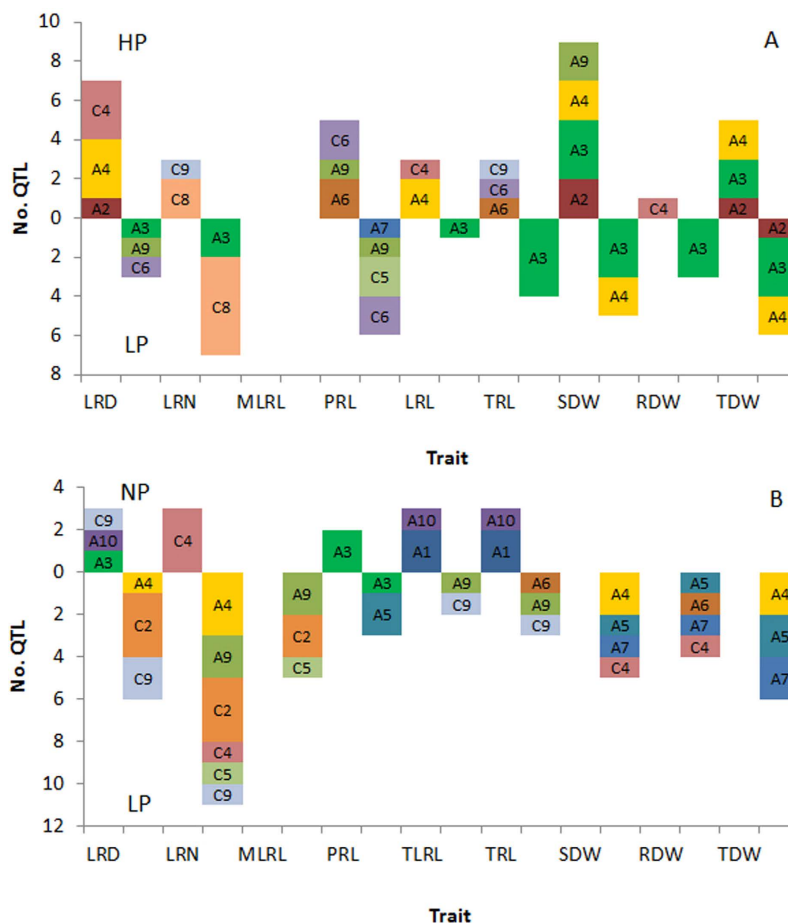 10
8
6
4
2
0
2
4
6
8
No. QTL
HP
LP
A
C4
A4
A2
A3
A9
C6
C9
C8
A3
C8
C6
A9
A6
A7
A9
C5
C6
C4
A4
A3
C9
C6
A6
A3
A9
A4
A3
A2
A3
A4
C4
A3
A4
A3
A2
A2
A3
A4
LRD LRN MLRL PRL LRL TRL SDW RDW TDW
Trait
4
2
0
2
4
6
8
10
12
No. QTL
NP
LP
B
C9
A10
A3
A4
C2
C9
C4
A4
A9
C2
C4
C5
C9
A9
C2
C5
A3
A3
A5
A10
A1
A9
C9
A10
A1
A6
A9
C9
A4
A5
A7
C4
A5
A6
A7
C4
A4
A5
A7
LRD LRN MLRL PRL TLRL TRL SDW RDW TDW
Trait